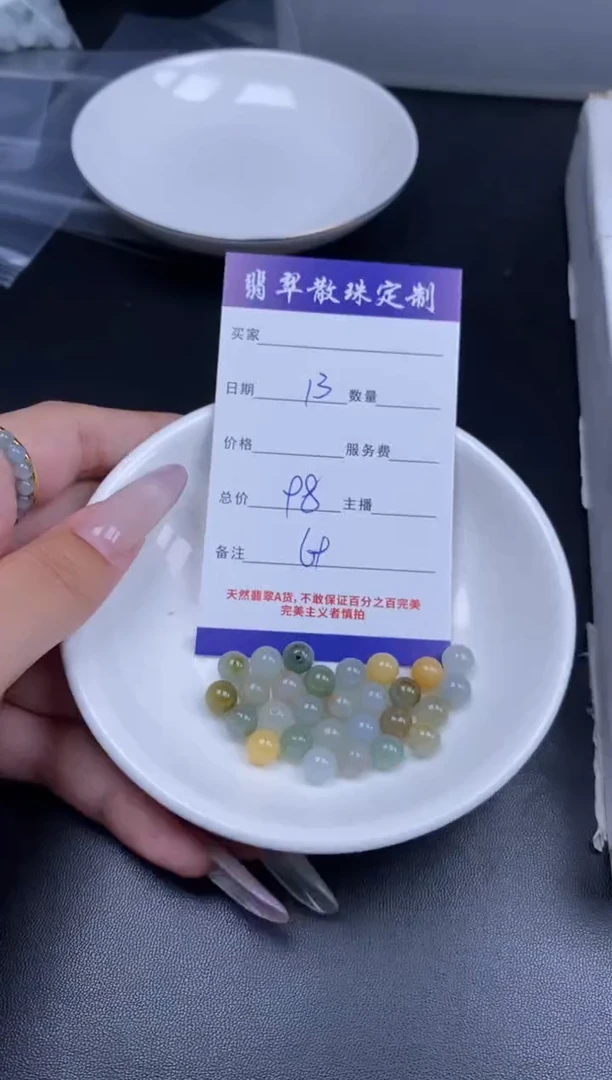 翡翠散珠定制
买家
日期 13 数量
价格 服务费
总价 98 主播
备注
天然翡翠A货,不敢保证百分之百完美
完美主义者慎拍